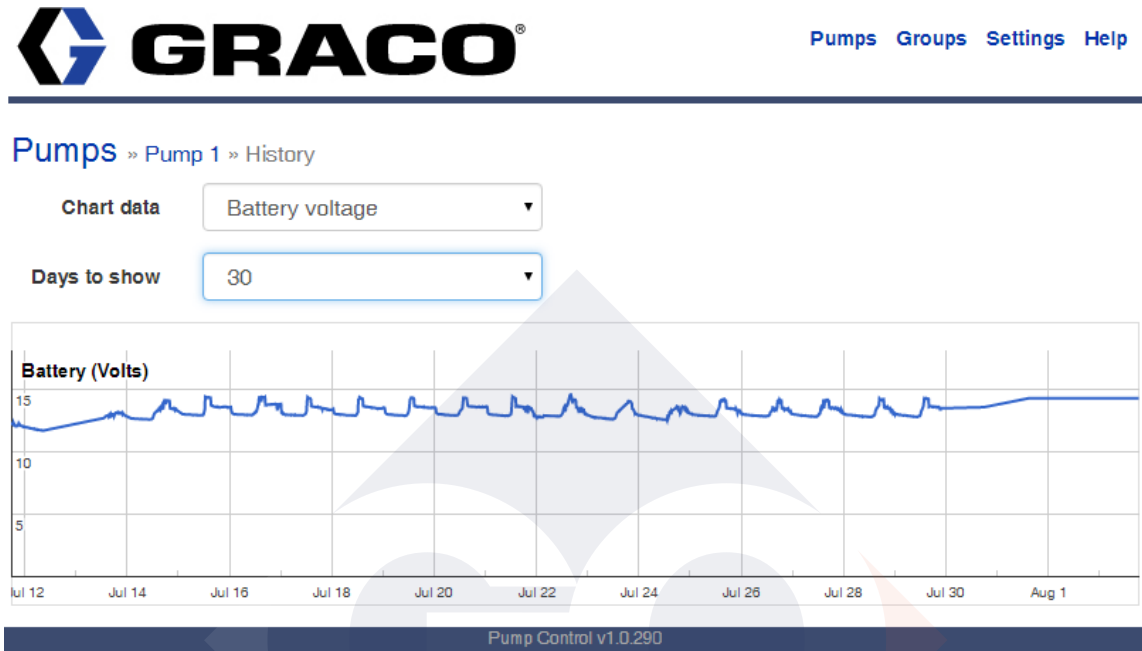 GRACO®
Pumps Groups Settings Help
Pumps » Pump 1 » History
Chart data Battery voltage
Days to show 30
Battery (Volts)
15
10
5
Jul 12 Jul 14 Jul 16 Jul 18 Jul 20 Jul 22 Jul 24 Jul 26 Jul 28 Jul 30 Aug 1
Pump Control v1.0.290